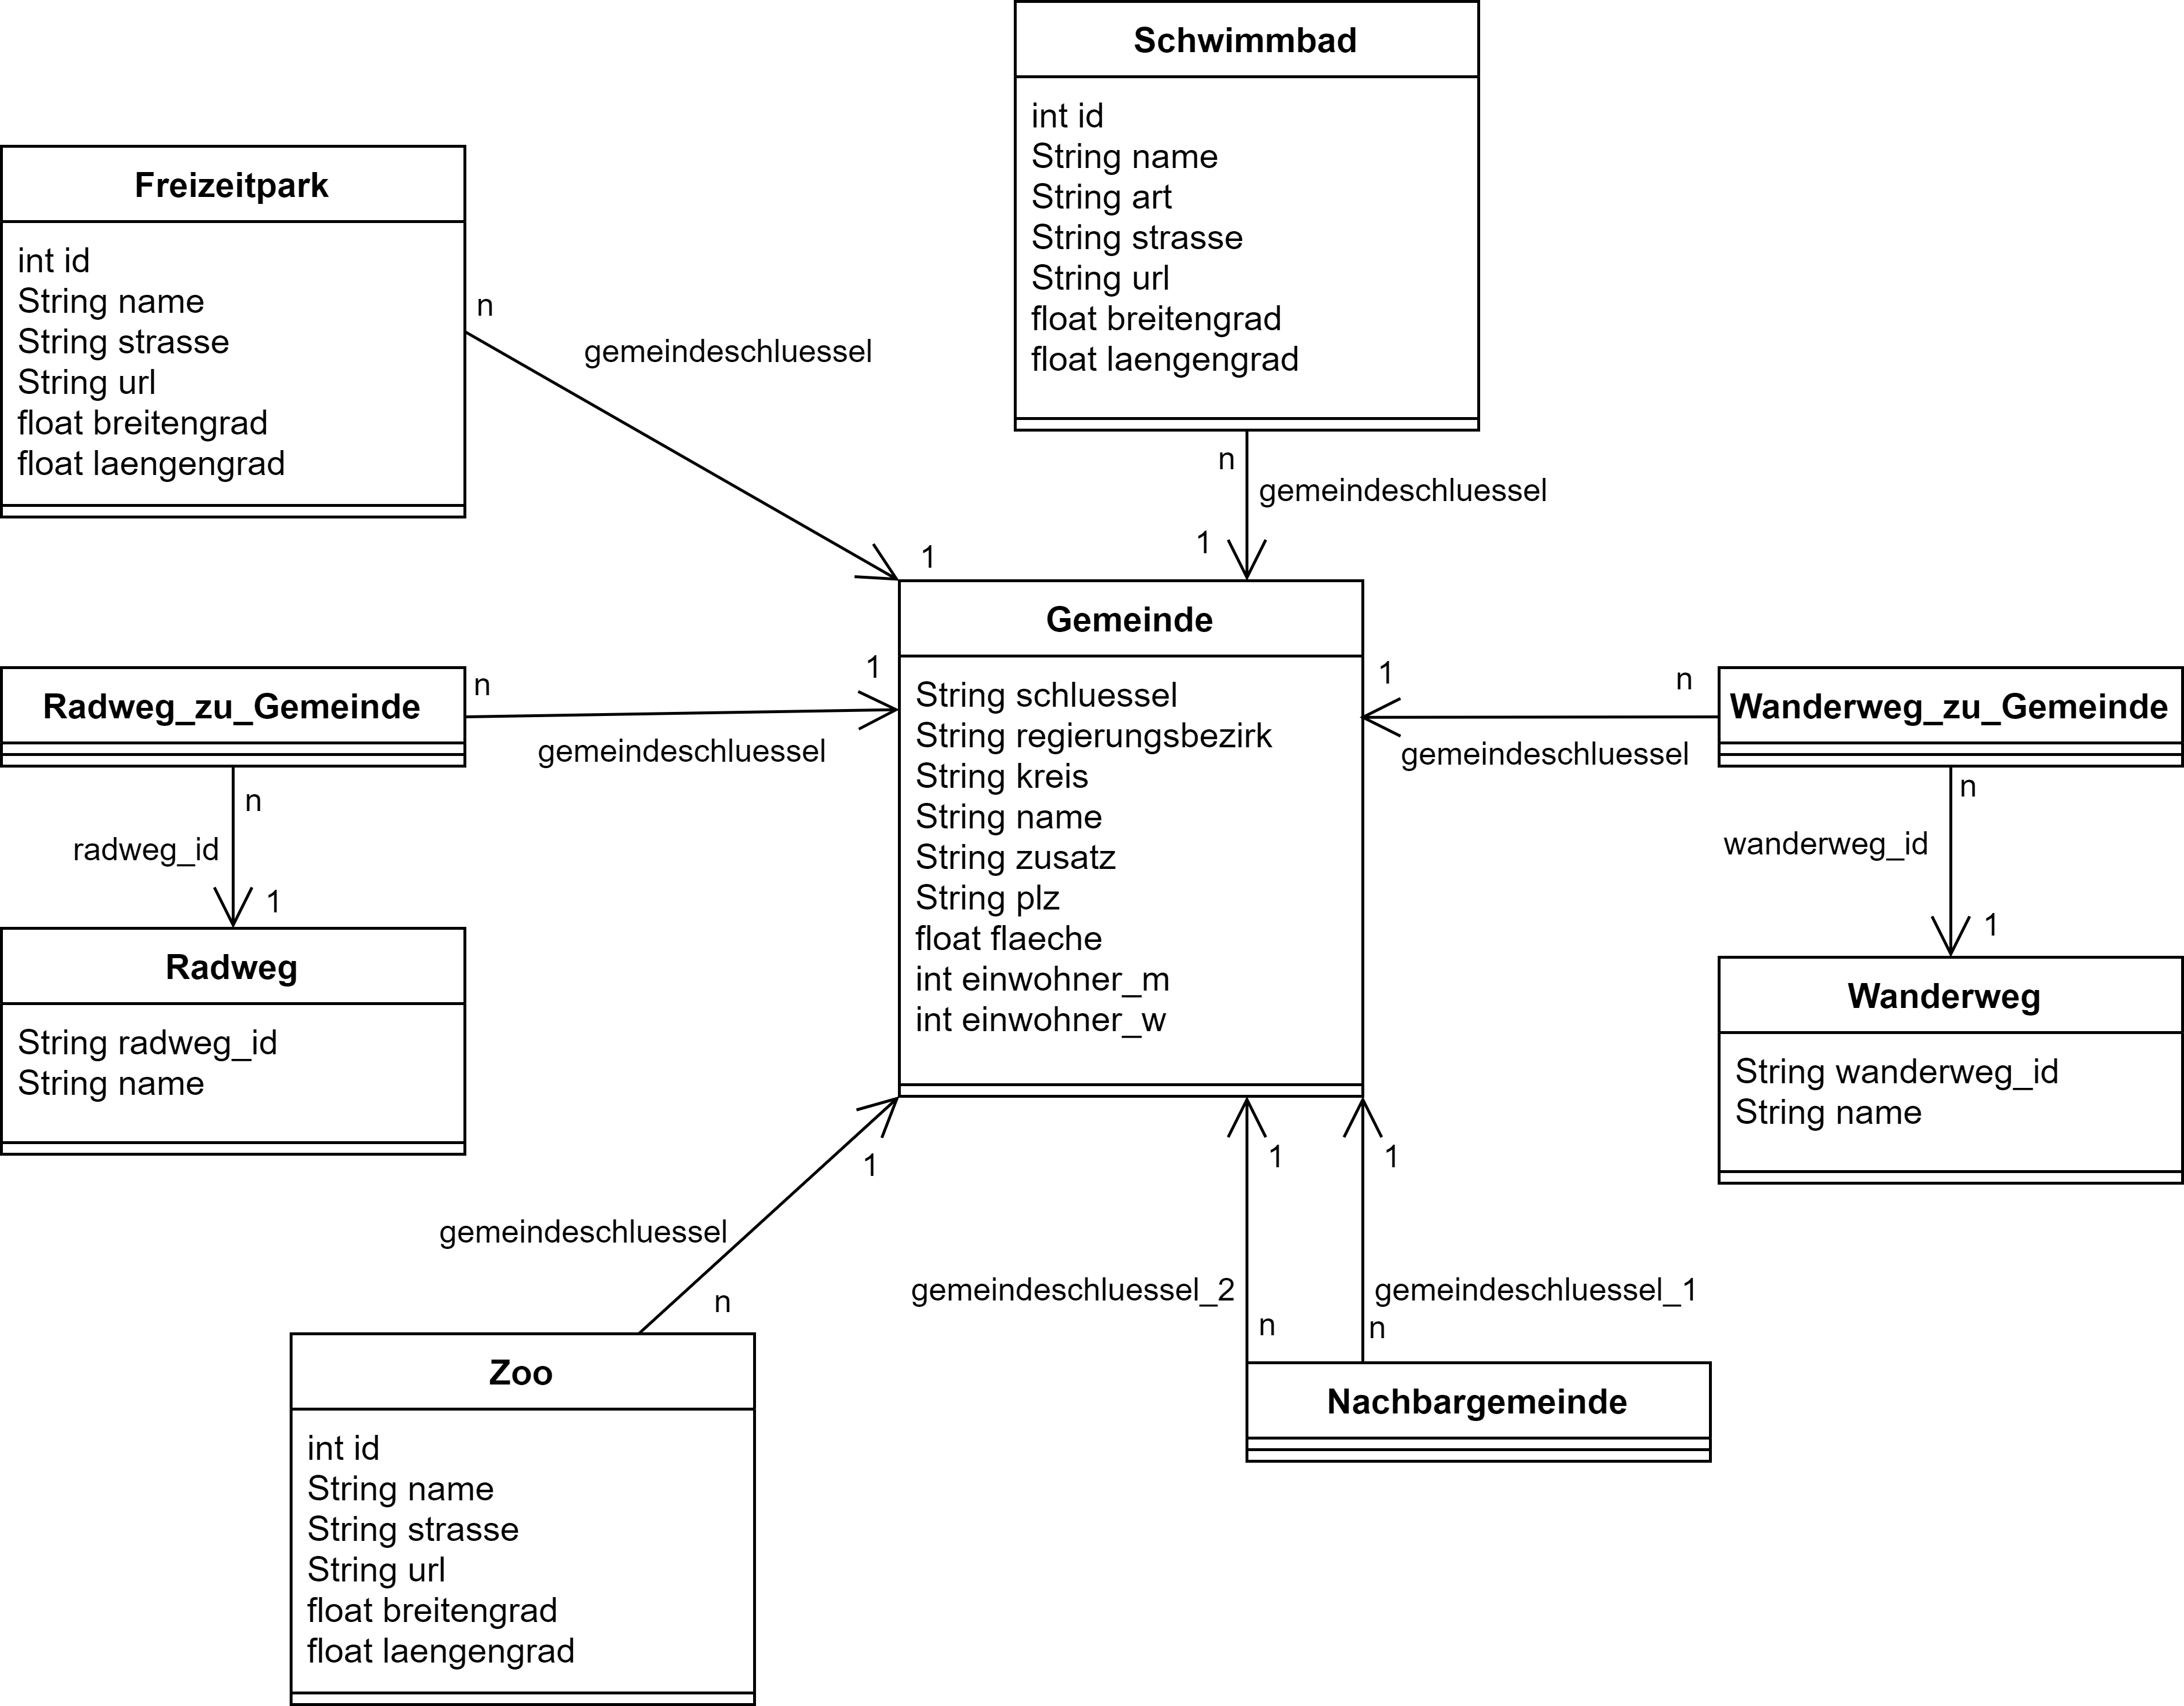 Schwimmbad
int id
String name
String art
String strasse
String url
float breitengrad
float laengengrad
Freizeitpark
int id
String name
String strasse
String url
float breitengrad
float laengengrad
n
gemeindeschluessel
1
n
gemeindeschluessel
1
Gemeinde
String schluessel
String regierungsbezirk
String kreis
String name
String zusatz
String plz
float flaeche
int einwohner_m
int einwohner_w
Radweg_zu_Gemeinde
n
1
gemeindeschluessel
n
radweg_id
1
Radweg
String radweg_id
String name
1
n
gemeindeschluessel
Wanderweg_zu_Gemeinde
n
wanderweg_id
1
Wanderweg
String wanderweg_id
String name
1
gemeindeschluessel
n
Zoo
int id
String name
String strasse
String url
float breitengrad
float laengengrad
1
gemeindeschluessel_2
n
1
gemeindeschluessel_1
n
Nachbargemeinde